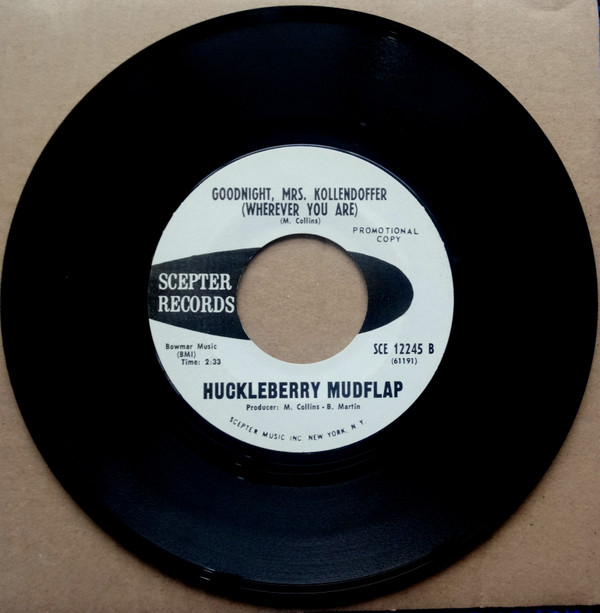 GOODNIGHT, MRS. KOLLENDOFFER
(WHEREVER YOU ARE)
(M. Collins)
PROMOTIONAL
COPY
SCEPTER
RECORDS
Bowmar Music
(BMI)
Time: 2:33
SCE 12245 B
(61191)
HUCKLEBERRY MUDFLAP
Producer: M. Collins - B. Martin
SCEPTER MUSIC INC. NEW YORK, N. Y.